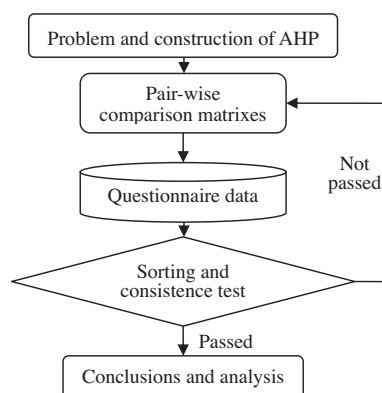 Problem and construction of AHP
Pair-wise
comparison matrixes
Not
passed
Questionnaire data
Sorting and
consistence test
Passed
Conclusions and analysis